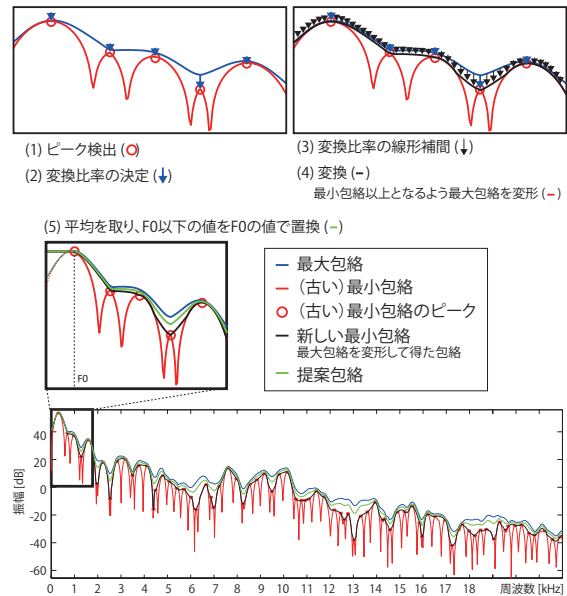 (1) ピーク検出 (○)
(2) 変換比率の決定 (↓)
(3) 変換比率の線形補間 (↓)
(4) 変換 (−)
最小包絡以上となるよう最大包絡を変形 (−)
(5) 平均を取り、F0以下の値をF0の値で置換 (−)
F0
最大包絡
(古い) 最小包絡
(古い) 最小包絡のピーク
新しい最小包絡
最大包絡を変形して得た包絡
提案包絡
振幅 [dB]
40
20
0
-20
-40
-60
0 1 2 3 4 5 6 7 8 9 10 11 12 13 14 15 16 17 18 周波数 [kHz]